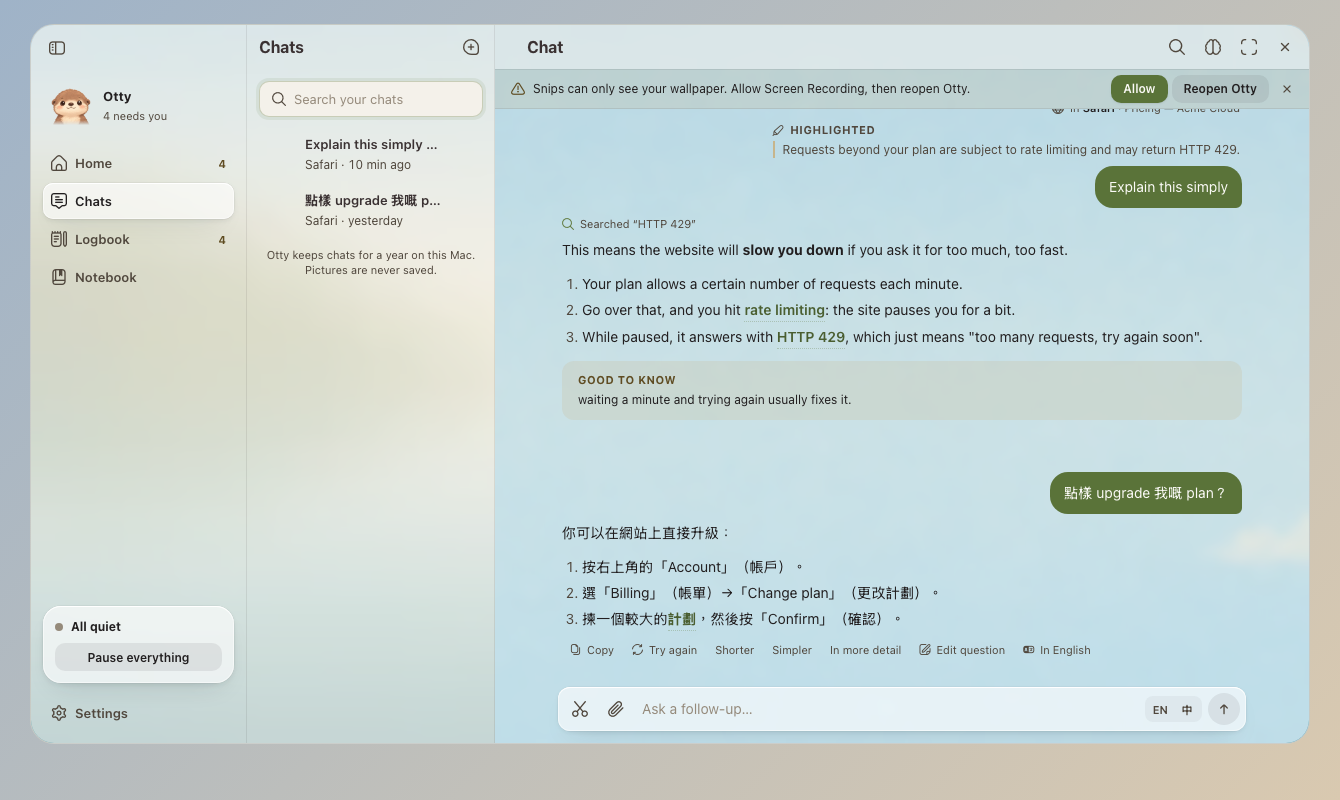 Chats
Chat
Otty
4 needs you
Home 4
Chats
Logbook 4
Notebook
All quiet
Pause everything
Settings
Search your chats
Explain this simply ...
Safari · 10 min ago
點樣 upgrade 我嘅 p...
Safari · yesterday
Otty keeps chats for a year on this Mac.
Pictures are never saved.
Snips can only see your wallpaper. Allow Screen Recording, then reopen Otty.
Allow
Reopen Otty
in Safari · Pricing — Acme Cloud
HIGHLIGHTED
Requests beyond your plan are subject to rate limiting and may return HTTP 429.
Explain this simply
Searched “HTTP 429”
This means the website will slow you down if you ask it for too much, too fast.
1. Your plan allows a certain number of requests each minute.
2. Go over that, and you hit rate limiting: the site pauses you for a bit.
3. While paused, it answers with HTTP 429, which just means "too many requests, try again soon".
GOOD TO KNOW
waiting a minute and trying again usually fixes it.
點樣 upgrade 我嘅 plan？
你可以在網站上直接升級：
1. 按右上角的「Account」（帳戶）。
2. 選「Billing」（帳單）→「Change plan」（更改計劃）。
3. 揀一個較大的計劃，然後按「Confirm」（確認）。
Copy
Try again
Shorter
Simpler
In more detail
Edit question
In English
Ask a follow-up...
EN 中